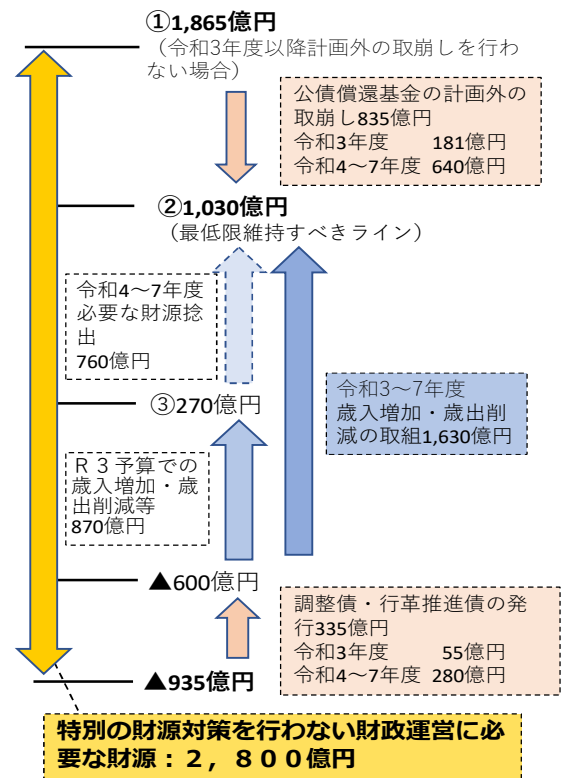 ①1,865億円
（令和3年度以降計画外の取崩しを行わ
ない場合）
公債償還基金の計画外の
取崩し835億円
令和3年度 181億円
令和4～7年度 640億円
②1,030億円
（最低限維持すべきライン）
令和4～7年度
必要な財源捻
出
760億円
令和3～7年度
歳入増加・歳出削
減の取組1,630億円
③270億円
Ｒ３予算での
歳入増加・歳
出削減等
870億円
▲600億円
調整債・行革推進債の発
行335億円
令和3年度 55億円
令和4～7年度 280億円
▲935億円
特別の財源対策を行わない財政運営に必
要な財源：２，８００億円